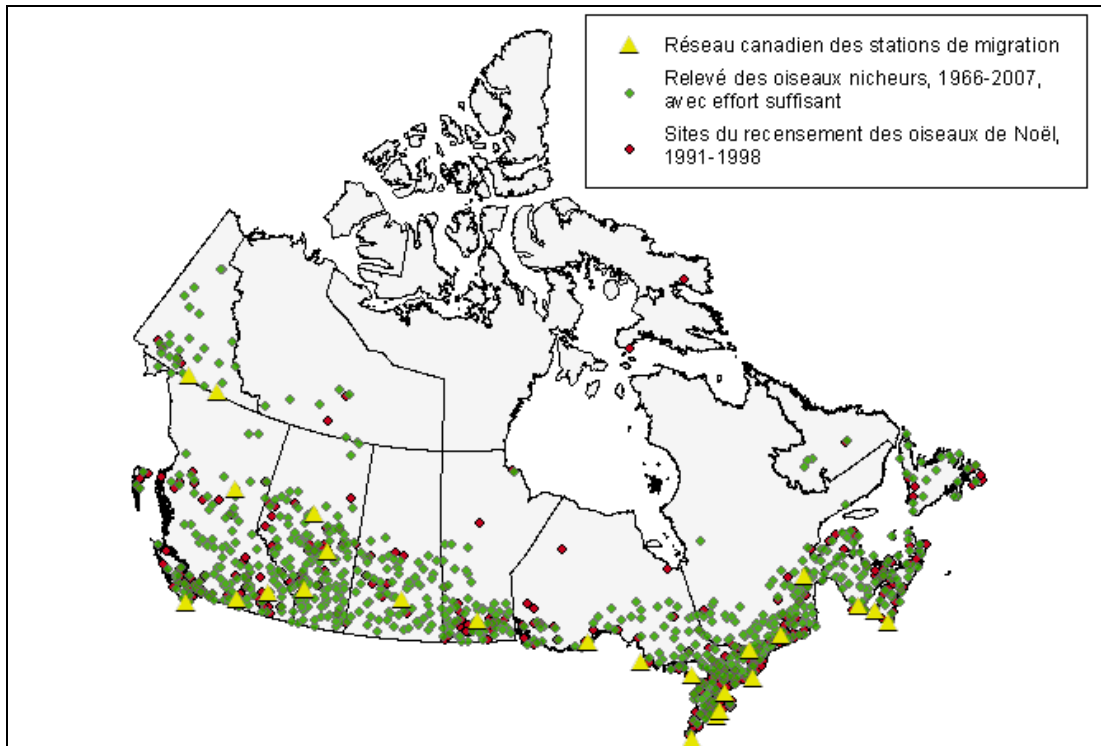 Réseau canadien des stations de migration
Relevé des oiseaux nicheurs, 1966-2007,
avec effort suffisant
Sites du recensement des oiseaux de Noël,
1991-1998